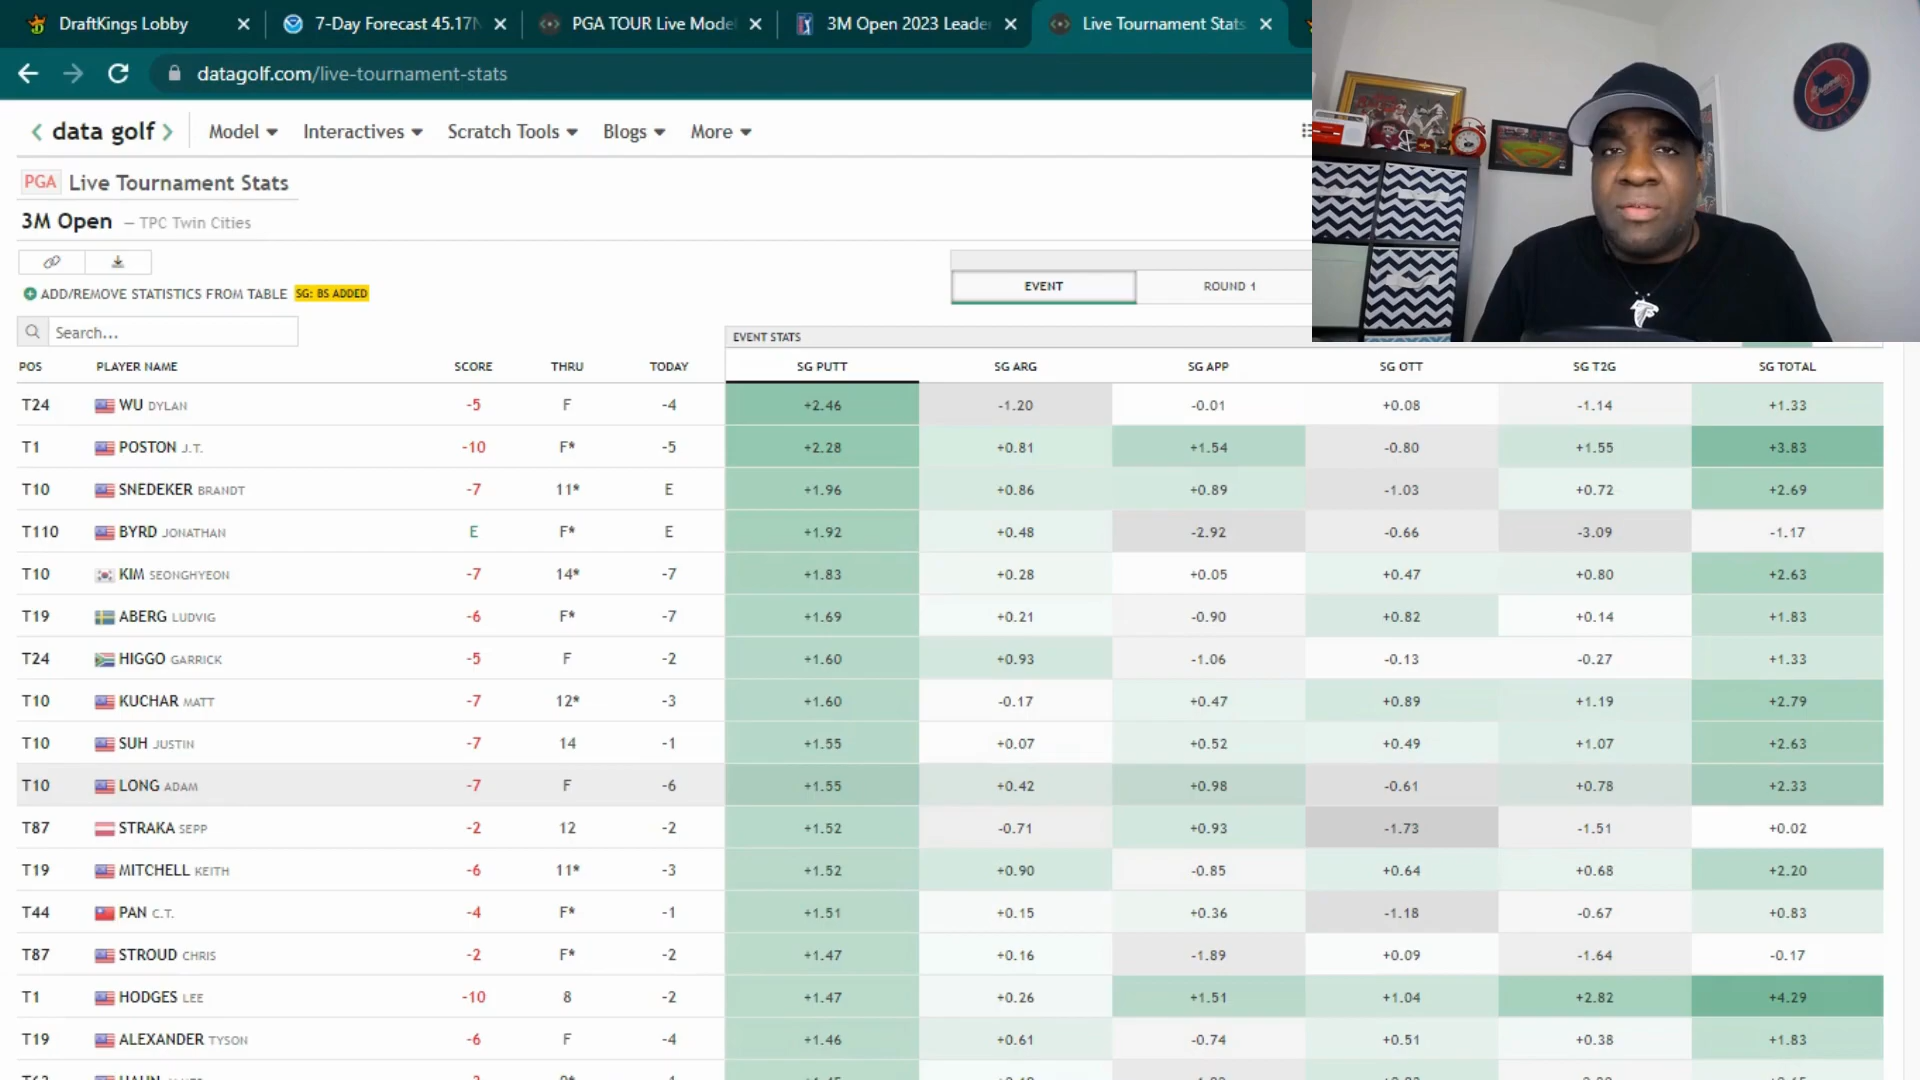 DraftKings Lobby
7-Day Forecast 45.17N
PGA TOUR Live Mode
3M Open 2023 Leade
Live Tournament Stats
datagolf.com/live-tournament-stats
data golf Model Interactives Scratch Tools Blogs More
PGA Live Tournament Stats
3M Open — TPC Twin Cities
ADD/REMOVE STATISTICS FROM TABLE SG: BS ADDED
EVENT ROUND 1
Search...
EVENT STATS
POS PLAYER NAME SCORE THRU TODAY SG PUTT SG ARG SG APP SG OTT SG T2G SG TOTAL
T24 WU DYLAN -5 F -4 +2.46 -1.20 -0.01 +0.08 -1.14 +1.33
T1 POSTON J.T. -10 F* -5 +2.28 +0.81 +1.54 -0.80 +1.55 +3.83
T10 SNEDEKER BRANDT -7 11* E +1.96 +0.86 +0.89 -1.03 +0.72 +2.69
T110 BYRD JONATHAN E F* E +1.92 +0.48 -2.92 -0.66 -3.09 -1.17
T10 KIM SEONGHYEON -7 14* -7 +1.83 +0.28 +0.05 +0.47 +0.80 +2.63
T19 ABERG LUDVIG -6 F* -7 +1.69 +0.21 -0.90 +0.82 +0.14 +1.83
T24 HIGGO GARRICK -5 F -2 +1.60 +0.93 -1.06 -0.13 -0.27 +1.33
T10 KUCHAR MATT -7 12* -3 +1.60 -0.17 +0.47 +0.89 +1.19 +2.79
T10 SUH JUSTIN -7 14 -1 +1.55 +0.07 +0.52 +0.49 +1.07 +2.63
T10 LONG ADAM -7 F -6 +1.55 +0.42 +0.98 -0.61 +0.78 +2.33
T87 STRAKA SEPP -2 12 -2 +1.52 -0.71 +0.93 -1.73 -1.51 +0.02
T19 MITCHELL KEITH -6 11* -3 +1.52 +0.90 -0.85 +0.64 +0.68 +2.20
T44 PAN C.T. -4 F* -1 +1.51 +0.15 +0.36 -1.18 -0.67 +0.83
T87 STROUD CHRIS -2 F* -2 +1.47 +0.16 -1.89 +0.09 -1.64 -0.17
T1 HODGES LEE -10 8 -2 +1.47 +0.26 +1.51 +1.04 +2.82 +4.29
T19 ALEXANDER TYSON -6 F -4 +1.46 +0.61 -0.74 +0.51 +0.38 +1.83